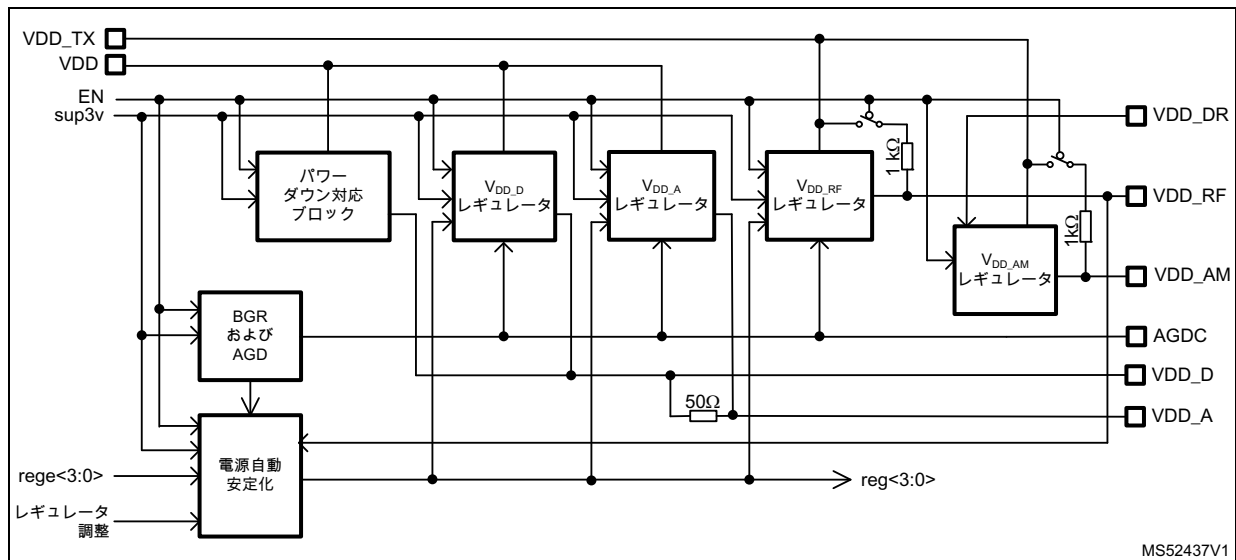 VDD_TX
VDD
EN
sup3v
VDD_DR
VDD_RF
VDD_AM
AGDC
VDD_D
VDD_A
パワー
ダウン対応
ブロック
VDD_D
レギュレータ
VDD_A
レギュレータ
VDD_RF
レギュレータ
1 kΩ
VDD_AM
レギュレータ
1kΩ
BGR
および
AGD
50Ω
電源自動
安定化
rege<3:0>
レギュレータ
調整
reg<3:0>
MS52437V1